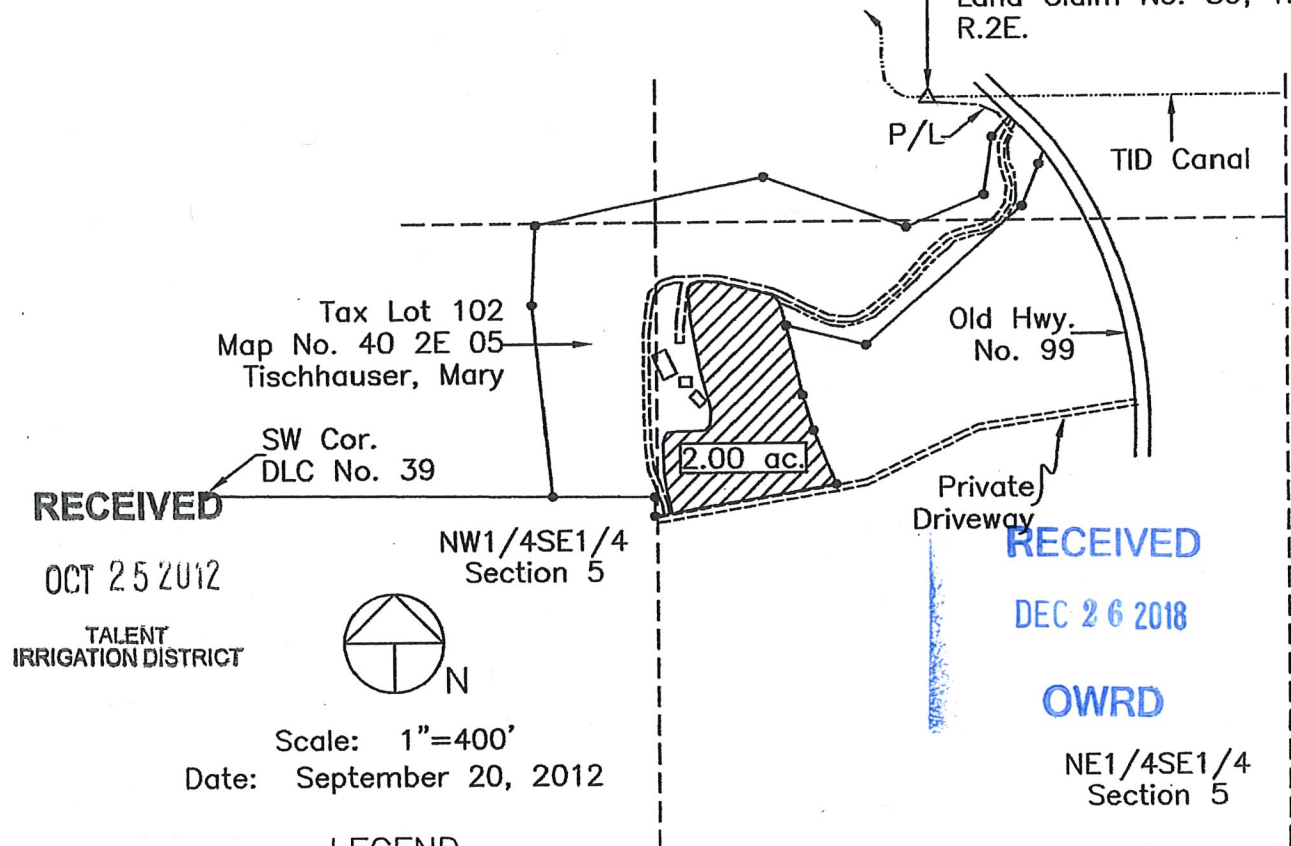 R.2E.
P/L
TID Canal
Tax Lot 102
Map No. 40 2E 05
Tischhauser, Mary
Old Hwy.
No. 99
SW Cor.
DLC No. 39
2.00 ac.
Private
Driveway
RECEIVED
OCT 25 2012
TALENT
IRRIGATION DISTRICT
NW1/4SE1/4
Section 5
RECEIVED
DEC 26 2018
OWRD
N
Scale: 1"=400'
Date: September 20, 2012
NE1/4SE1/4
Section 5
LEGEND